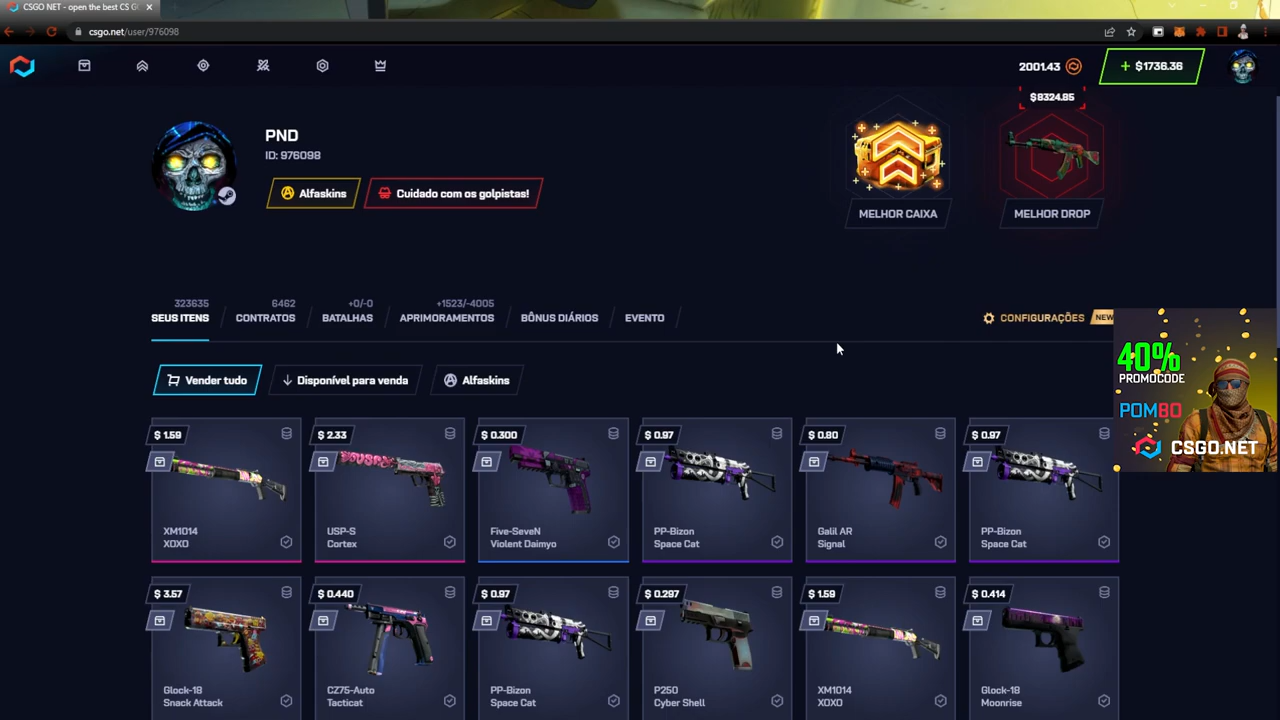 CSGO NET - open the best CS G
csgo.net/user/976098
2001.43
+ $1736.36
$8324.85
PND
ID: 976098
Alfaskins
Cuidado com os golpistas!
MELHOR CAIXA
MELHOR DROP
323635
SEUS ITENS
6462
CONTRATOS
+0/-0
BATALHAS
+1523/-4005
APRIMORAMENTOS
BÔNUS DIÁRIOS
EVENTO
CONFIGURAÇÕES
NEW
40%
PROMOCODE
POM80
CSGO.NET
Vender tudo
Disponível para venda
Alfaskins
$ 1.59
XM1014
XOXO
$ 2.33
USP-S
Cortex
$ 0.300
Five-SeveN
Violent Daimyo
$ 0.97
PP-Bizon
Space Cat
$ 0.80
Galil AR
Signal
$ 0.97
PP-Bizon
Space Cat
$ 3.57
Glock-18
Snack Attack
$ 0.440
CZ75-Auto
Tacticat
$ 0.97
PP-Bizon
Space Cat
$ 0.297
P250
Cyber Shell
$ 1.59
XM1014
XOXO
$ 0.414
Glock-18
Moonrise